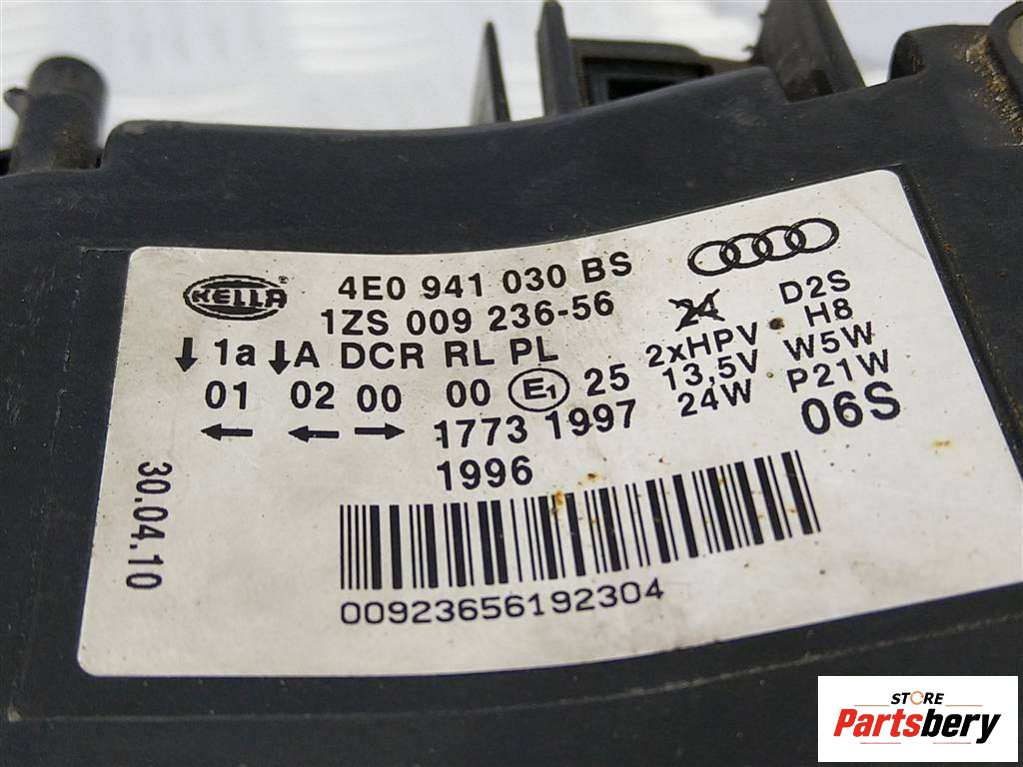 HELLA
4E0 941 030 BS
1ZS 009 236-56
1a A DCR RL PL
01 02 00 00 E1 25
1773 1997
1996
24 D2S
2xHPV H8
13,5V W5W
24W P21W
06S
30.04.10
00923656192304
STORE
Partsbery